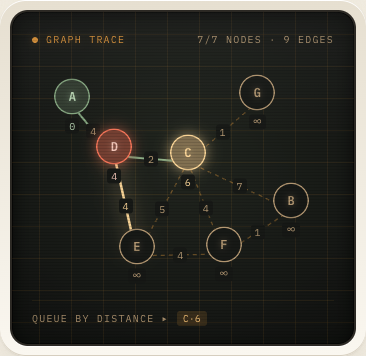 ● GRAPH TRACE
7/7 NODES · 9 EDGES
A
G
0
4
1
∞
D
2
C
4
6
7
B
4
5
4
∞
1
E
4
F
∞
∞
QUEUE BY DISTANCE ▸ C·6